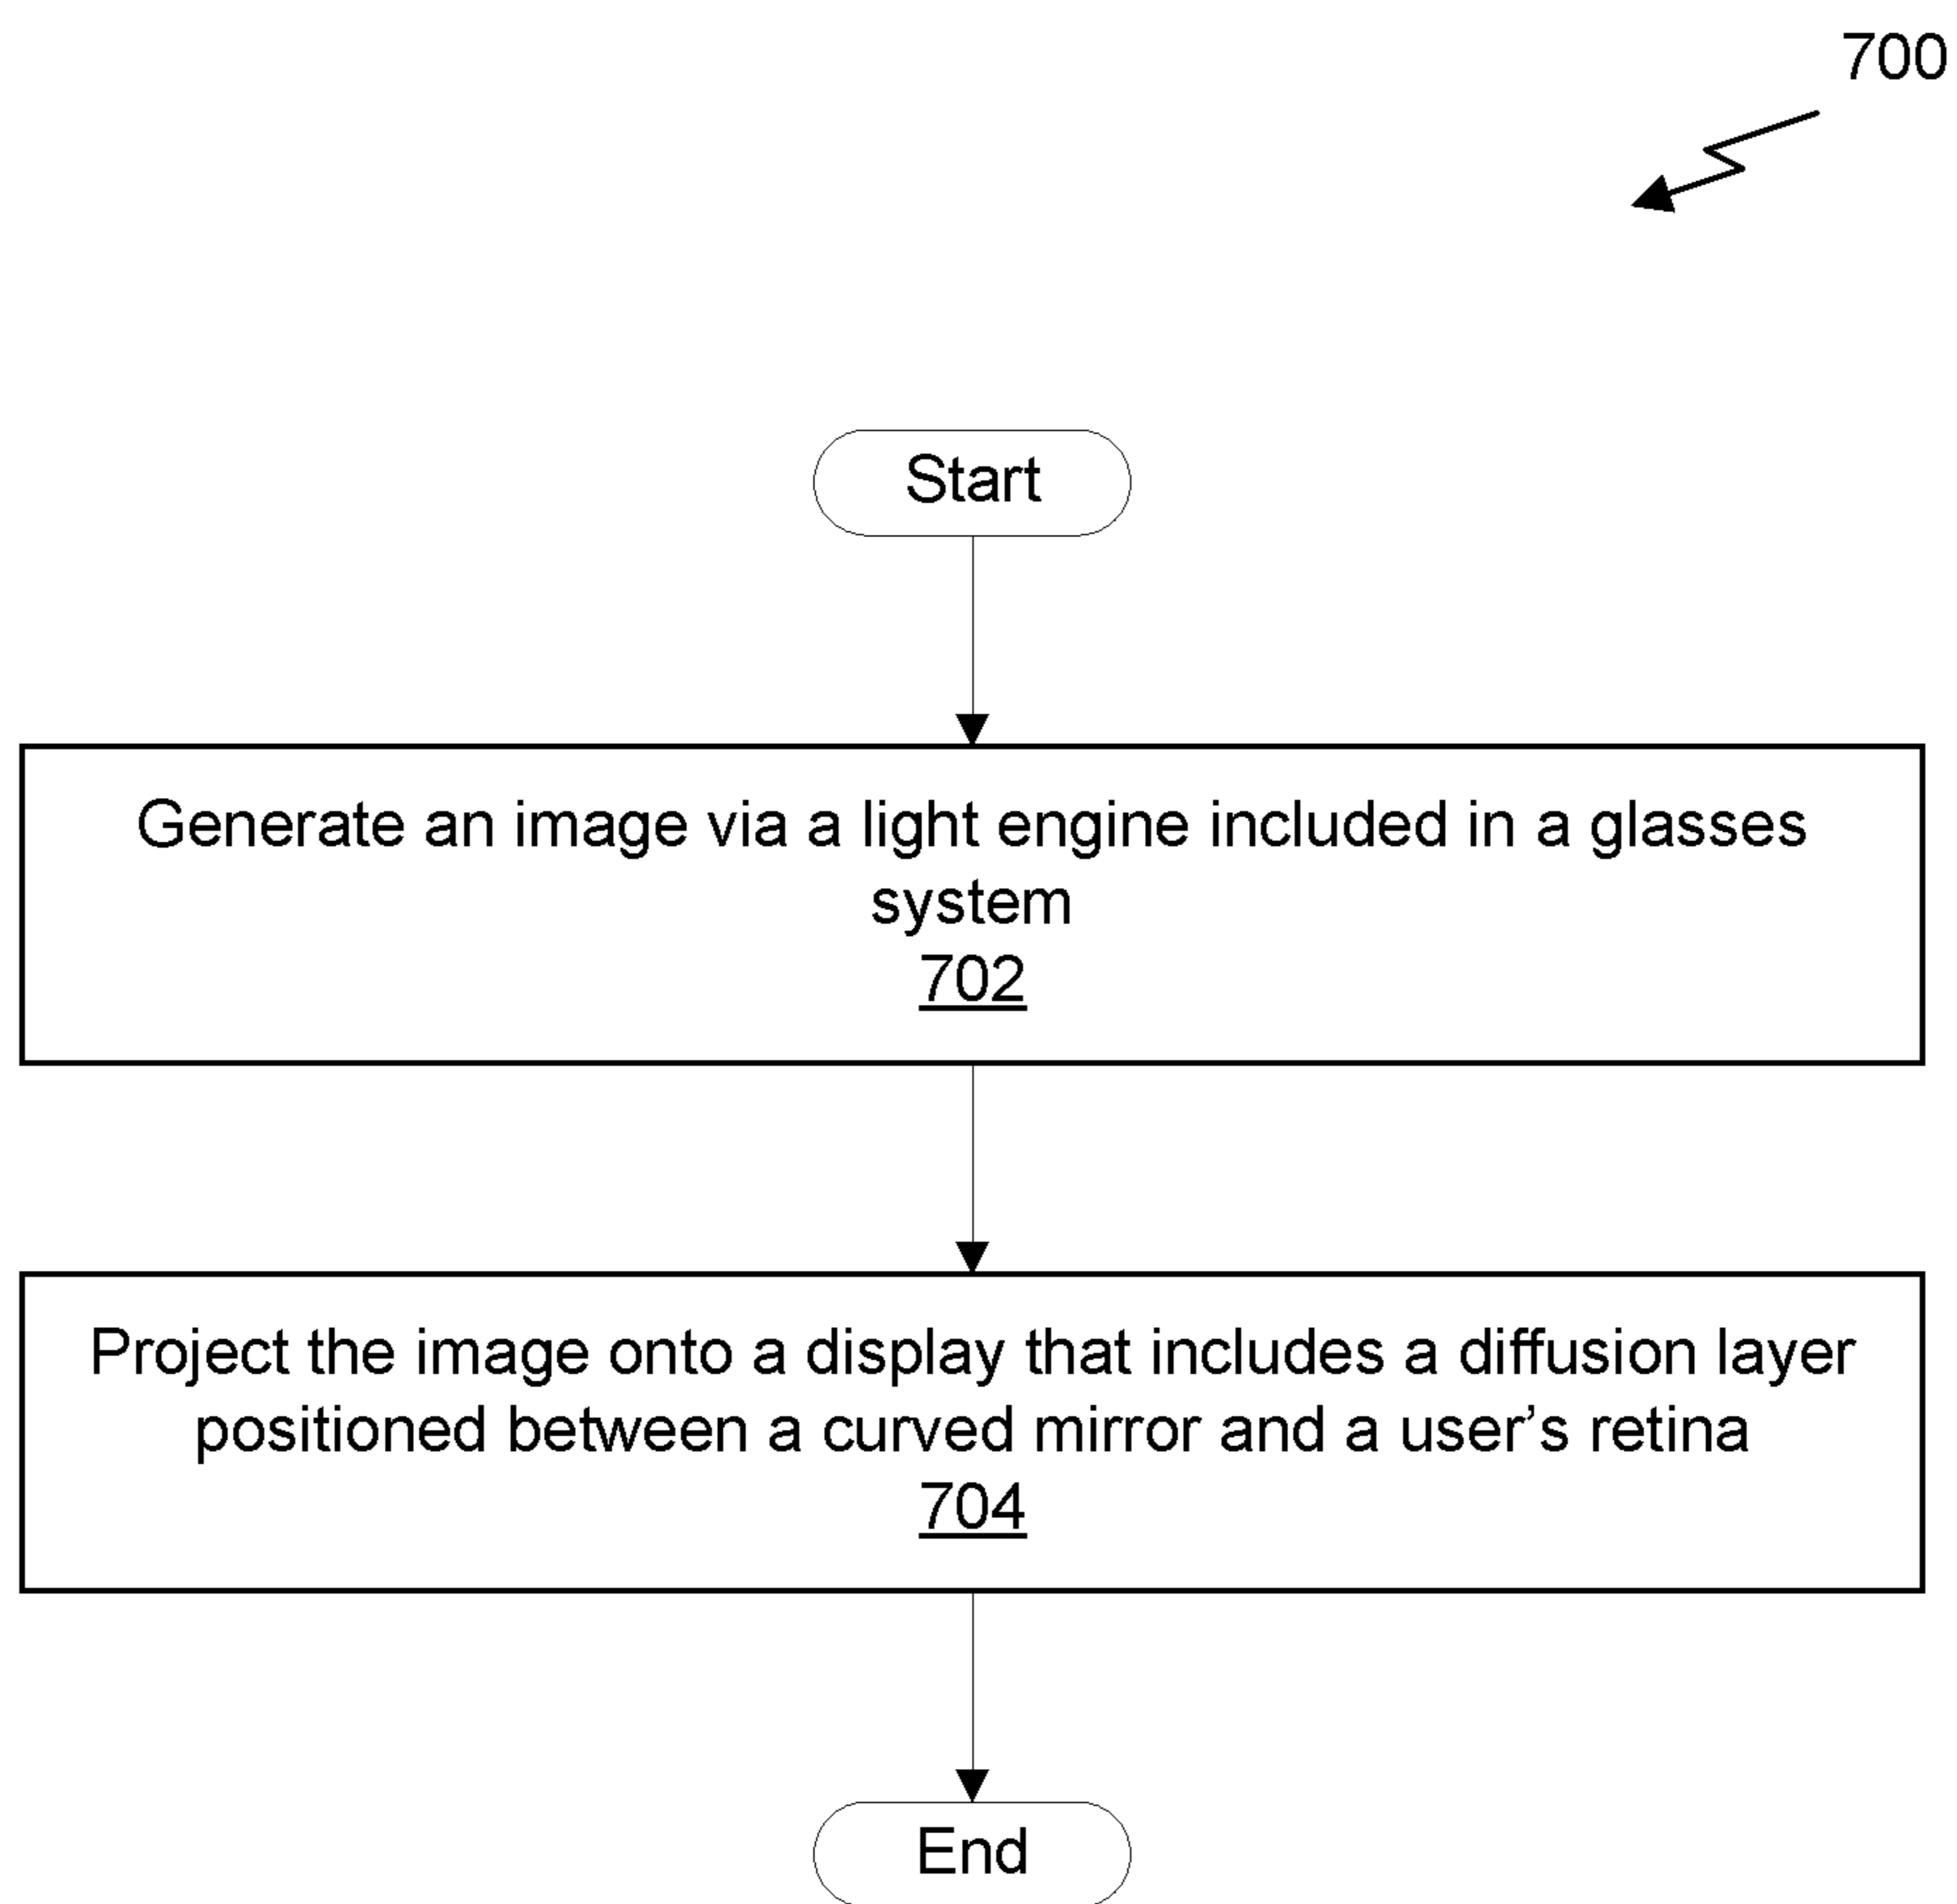 700
Start
Generate an image via a light engine included in a glasses
system
702
Project the image onto a display that includes a diffusion layer
positioned between a curved mirror and a user’s retina
704
End